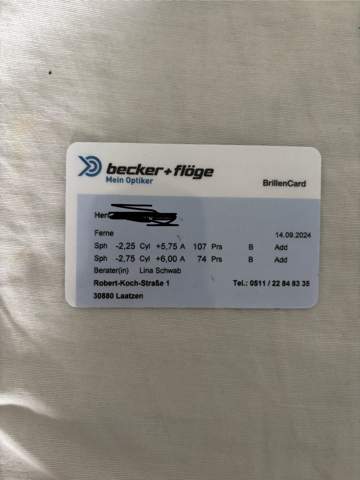 becker+flöge
Mein Optiker
BrillenCard
Herr
Ferne 14.09.2024
Sph -2,25 Cyl +5,75 A 107 Prs B Add
Sph -2,75 Cyl +6,00 A 74 Prs B Add
Berater(in) Lina Schwab
Robert-Koch-Straße 1 Tel.: 0511 / 22 84 83 35
30880 Laatzen